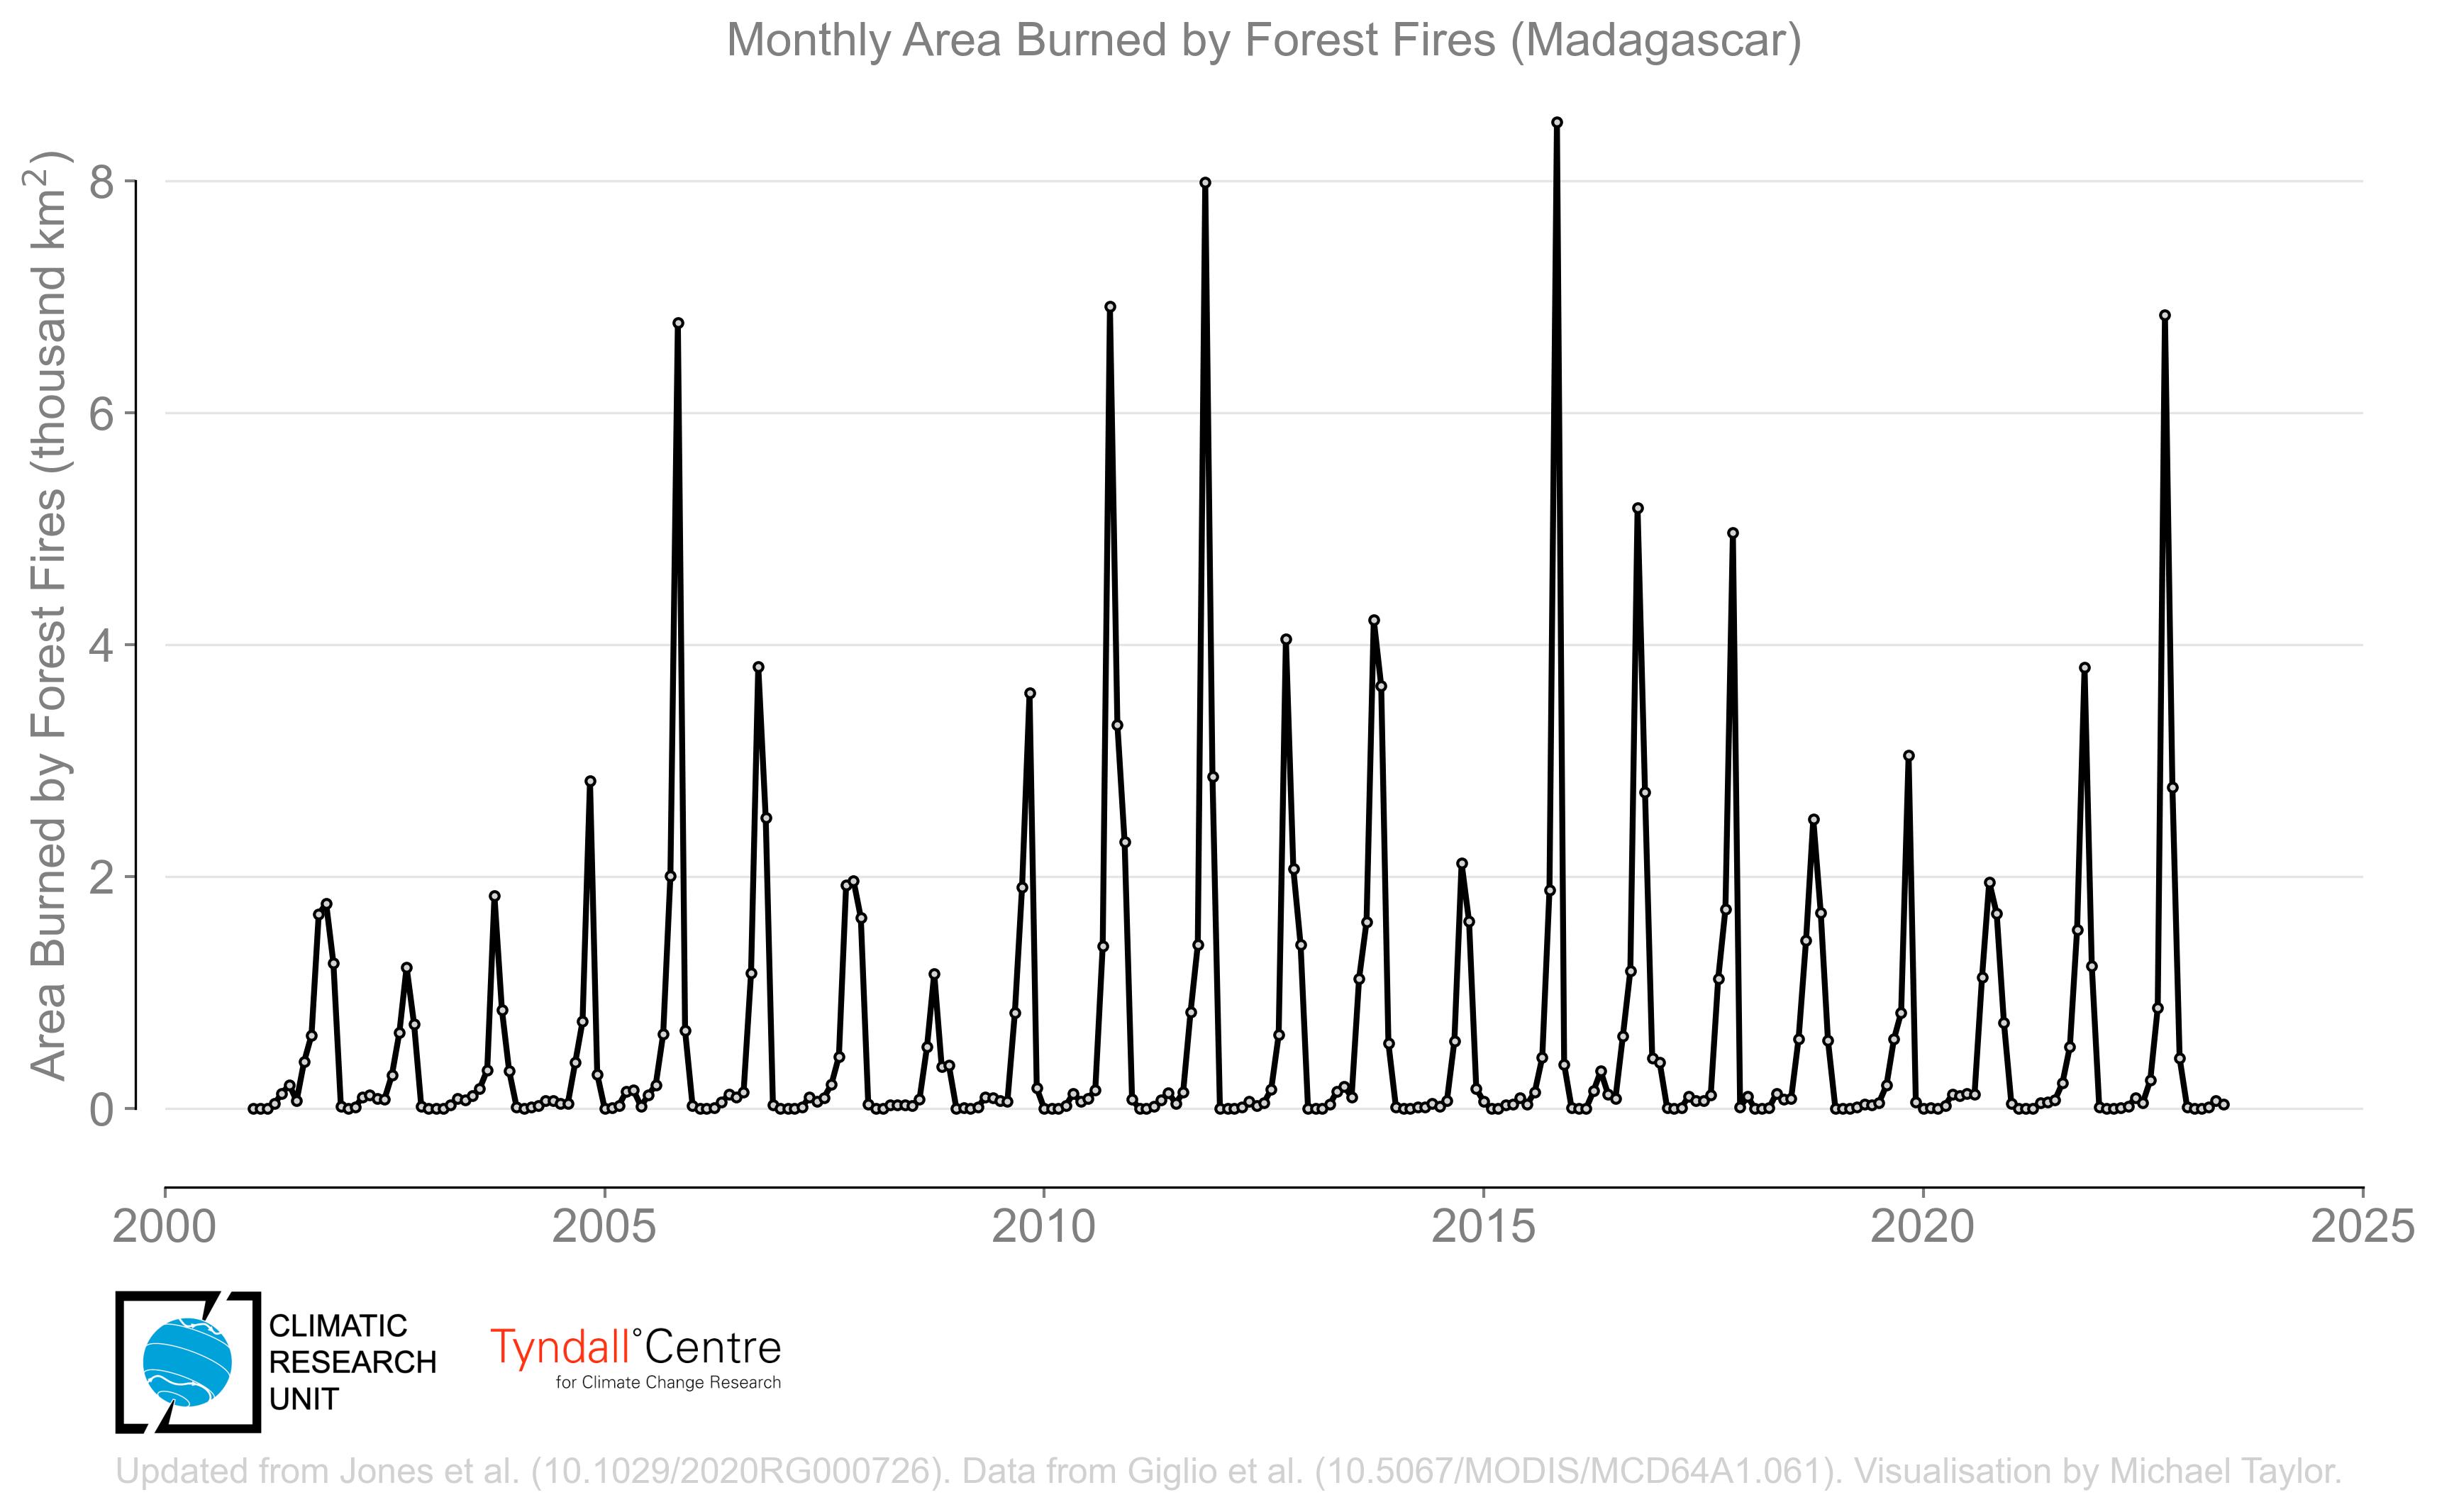 Monthly Area Burned by Forest Fires (Madagascar)
Area Burned by Forest Fires (thousand km²)
8
6
4
2
0
2000 2005 2010 2015 2020 2025
CLIMATIC
RESEARCH
UNIT
Tyndall°Centre
for Climate Change Research
Updated from Jones et al. (10.1029/2020RG000726). Data from Giglio et al. (10.5067/MODIS/MCD64A1.061). Visualisation by Michael Taylor.